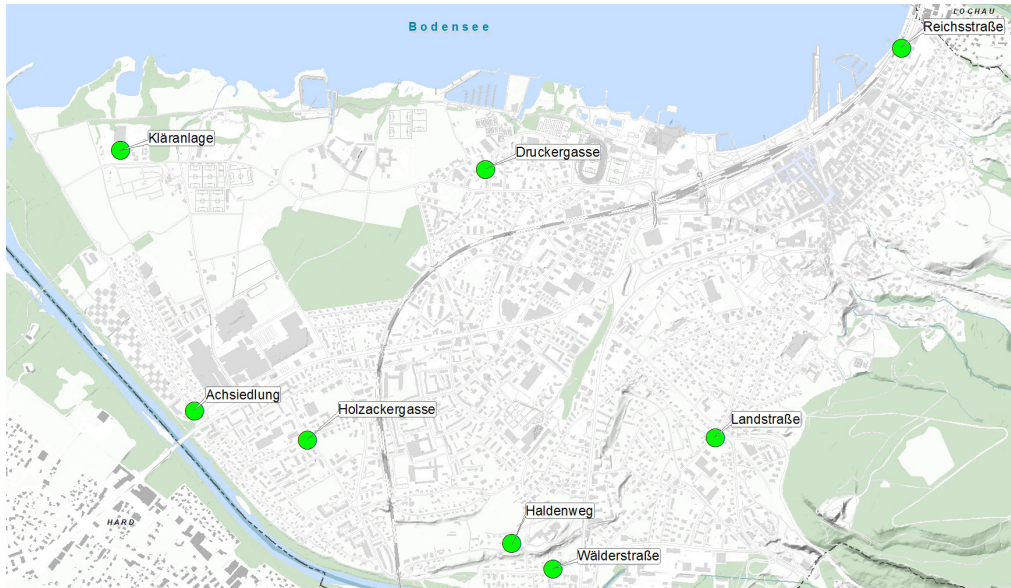 LOCHAU
Bodensee
Reichsstraße
Kläranlage
Druckergasse
Achsiedlung
Holzackergasse
Landstraße
Haldenweg
HARD
Wälderstraße